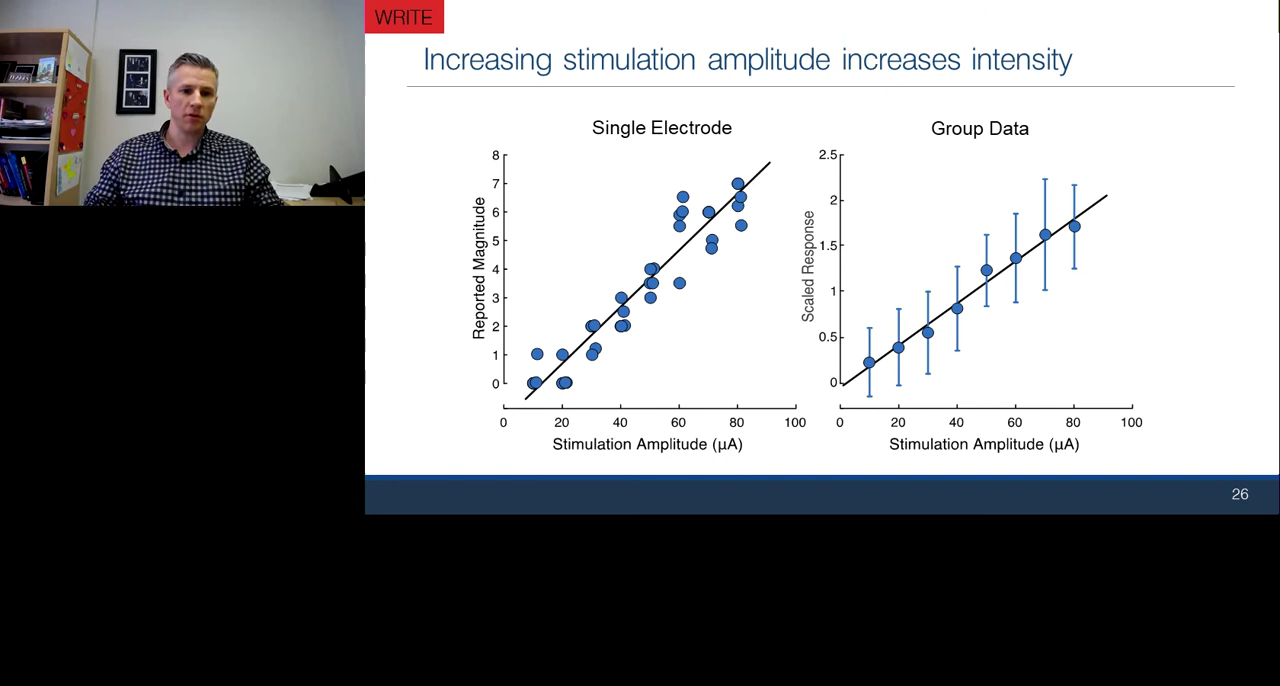 WRITE
Increasing stimulation amplitude increases intensity
Single Electrode
Reported Magnitude
8
7
6
5
4
3
2
1
0
0 20 40 60 80 100
Stimulation Amplitude (µA)
Group Data
Scaled Response
2.5
2
1.5
1
0.5
0
0 20 40 60 80 100
Stimulation Amplitude (µA)
26